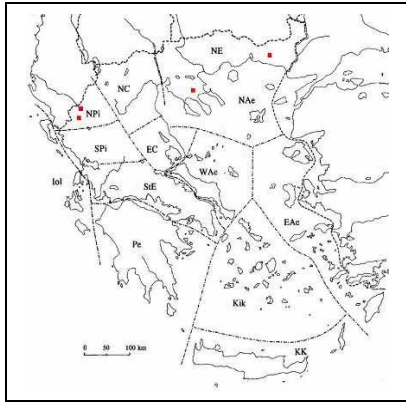 NE
NC
NAe
NPi
SPi
EC
IoI
StE
WAe
EAe
Pe
Kik
KK
0 50 100 km